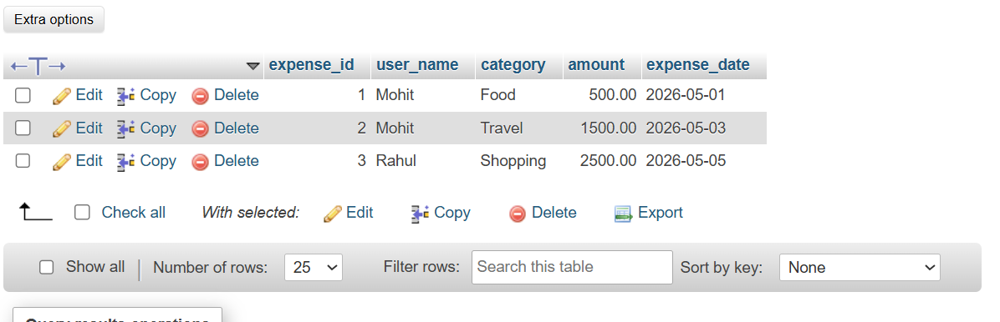 Extra options
expense_id user_name category amount expense_date
Edit Copy Delete 1 Mohit Food 500.00 2026-05-01
Edit Copy Delete 2 Mohit Travel 1500.00 2026-05-03
Edit Copy Delete 3 Rahul Shopping 2500.00 2026-05-05
Check all With selected: Edit Copy Delete Export
Show all Number of rows: 25 Filter rows: Search this table Sort by key: None
Query results operations